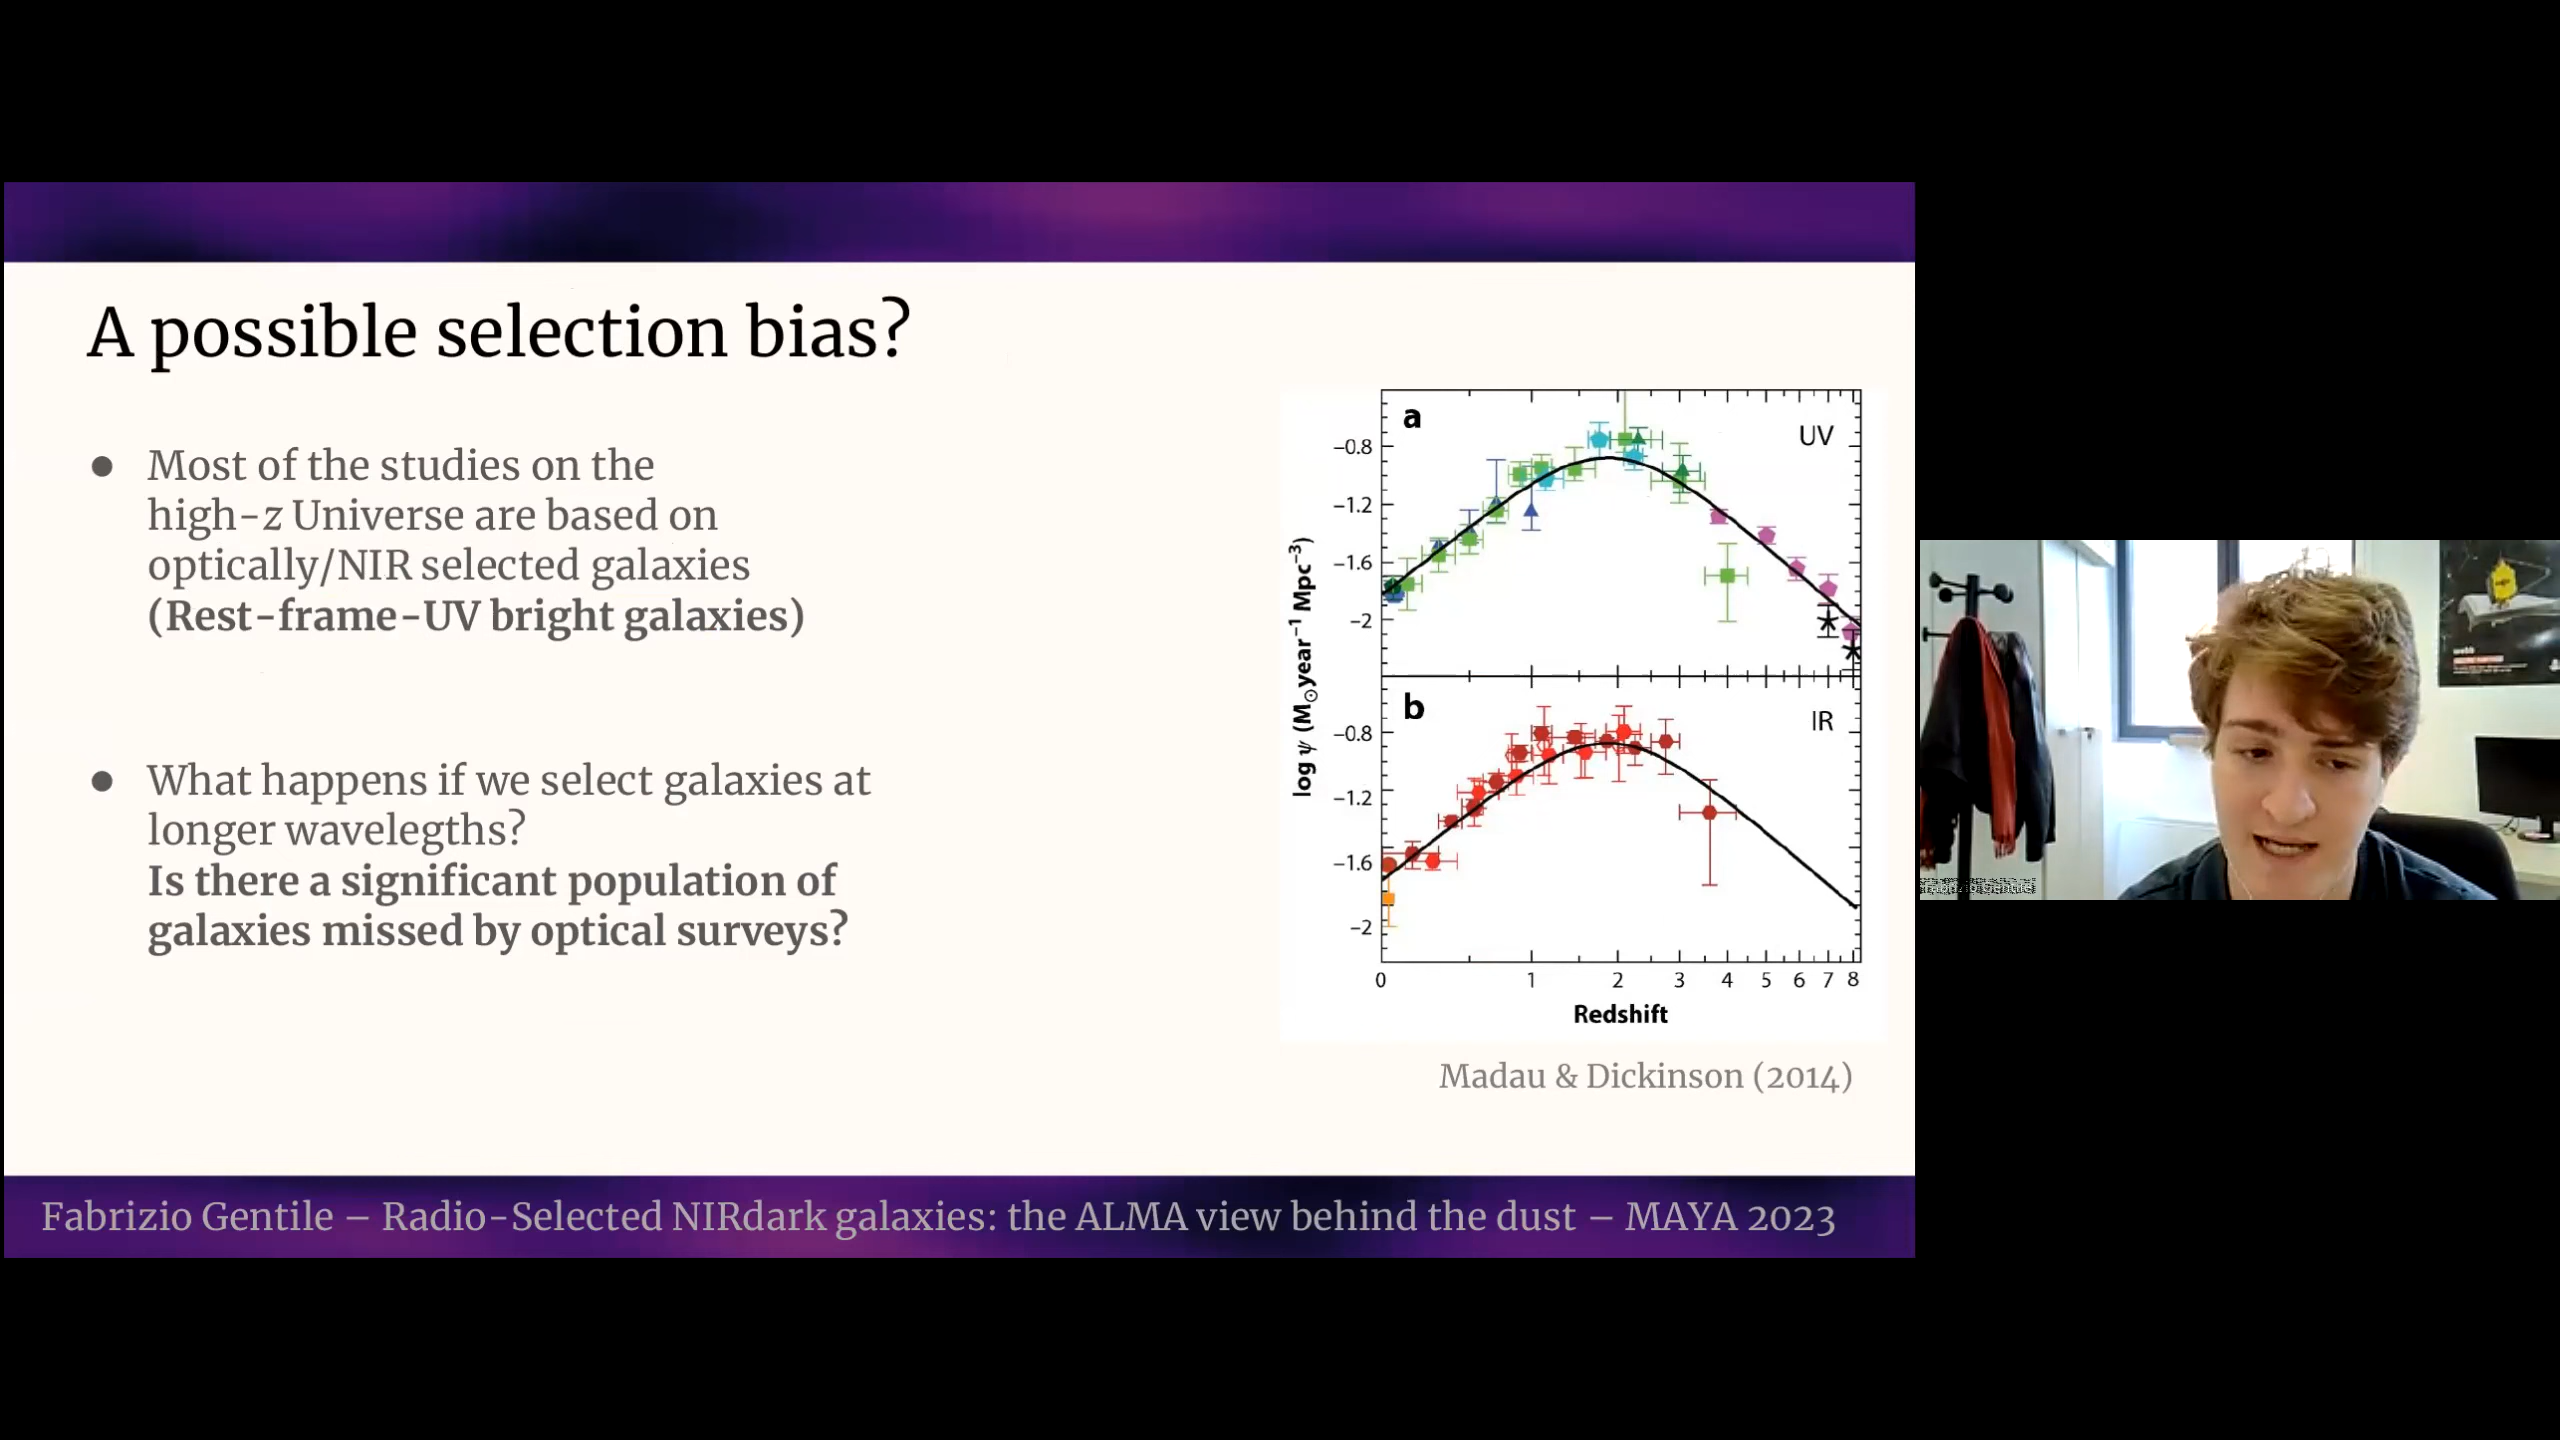 A possible selection bias?
● Most of the studies on the
high-z Universe are based on
optically/NIR selected galaxies
(Rest-frame-UV bright galaxies)
● What happens if we select galaxies at
longer wavelegths?
Is there a significant population of
galaxies missed by optical surveys?
a
UV
−0.8
−1.2
−1.6
−2
b
IR
−0.8
−1.2
−1.6
−2
log ψ (M⊙ year−1 Mpc−3)
0 1 2 3 4 5 6 7 8
Redshift
Madau & Dickinson (2014)
Fabrizio Gentile – Radio-Selected NIRdark galaxies: the ALMA view behind the dust – MAYA 2023
Fabrizio Gentile
webb